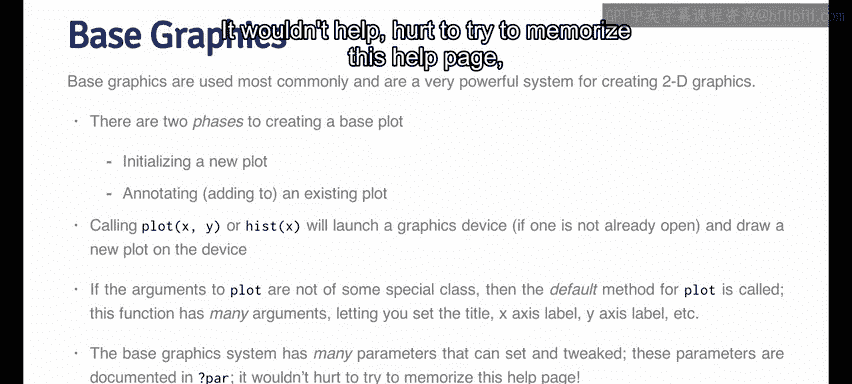 Base Graphics
It wouldn't help, hurt to try to memorize
this help page,
Base graphics are used most commonly and are a very powerful system for creating 2-D graphics.
· There are two phases to creating a base plot
- Initializing a new plot
- Annotating (adding to) an existing plot
· Calling plot(x, y) or hist(x) will launch a graphics device (if one is not already open) and draw a
new plot on the device
· If the arguments to plot are not of some special class, then the default method for plot is called;
this function has many arguments, letting you set the title, x axis label, y axis label, etc.
· The base graphics system has many parameters that can set and tweaked; these parameters are
documented in ?par; it wouldn't hurt to try to memorize this help page!